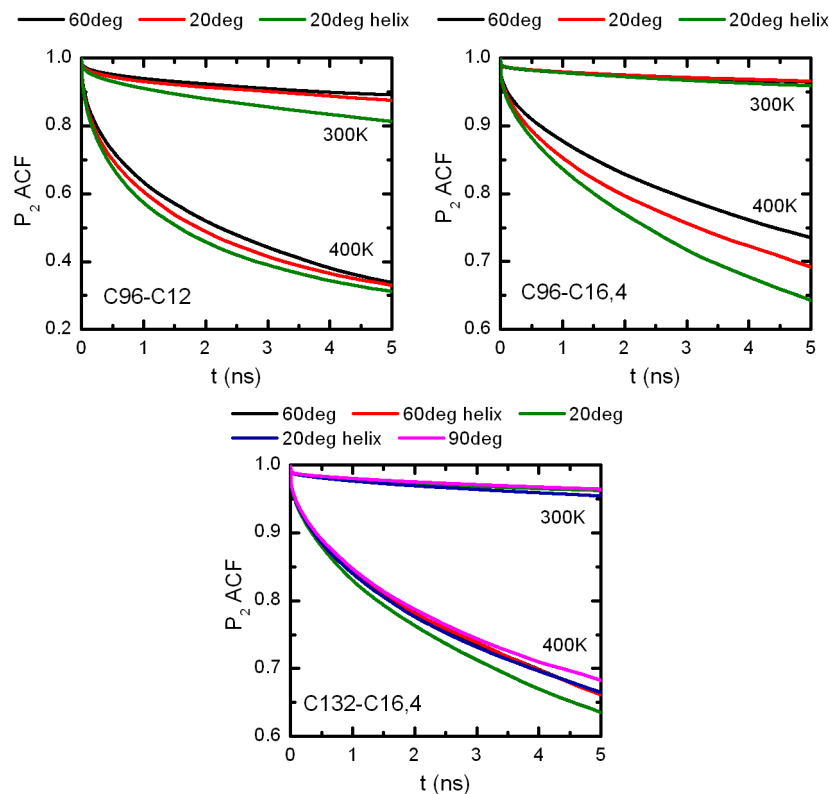 60deg 20deg 20deg helix
1.0
0.8
0.6
0.4
0.2
P2 ACF
300K
400K
C96-C12
0 1 2 3 4 5
t (ns)
60deg 20deg 20deg helix
1.0
0.9
0.8
0.7
0.6
P2 ACF
300K
400K
C96-C16,4
0 1 2 3 4 5
t (ns)
60deg 60deg helix 20deg
20deg helix 90deg
1.0
0.9
0.8
0.7
0.6
P2 ACF
300K
400K
C132-C16,4
0 1 2 3 4 5
t (ns)